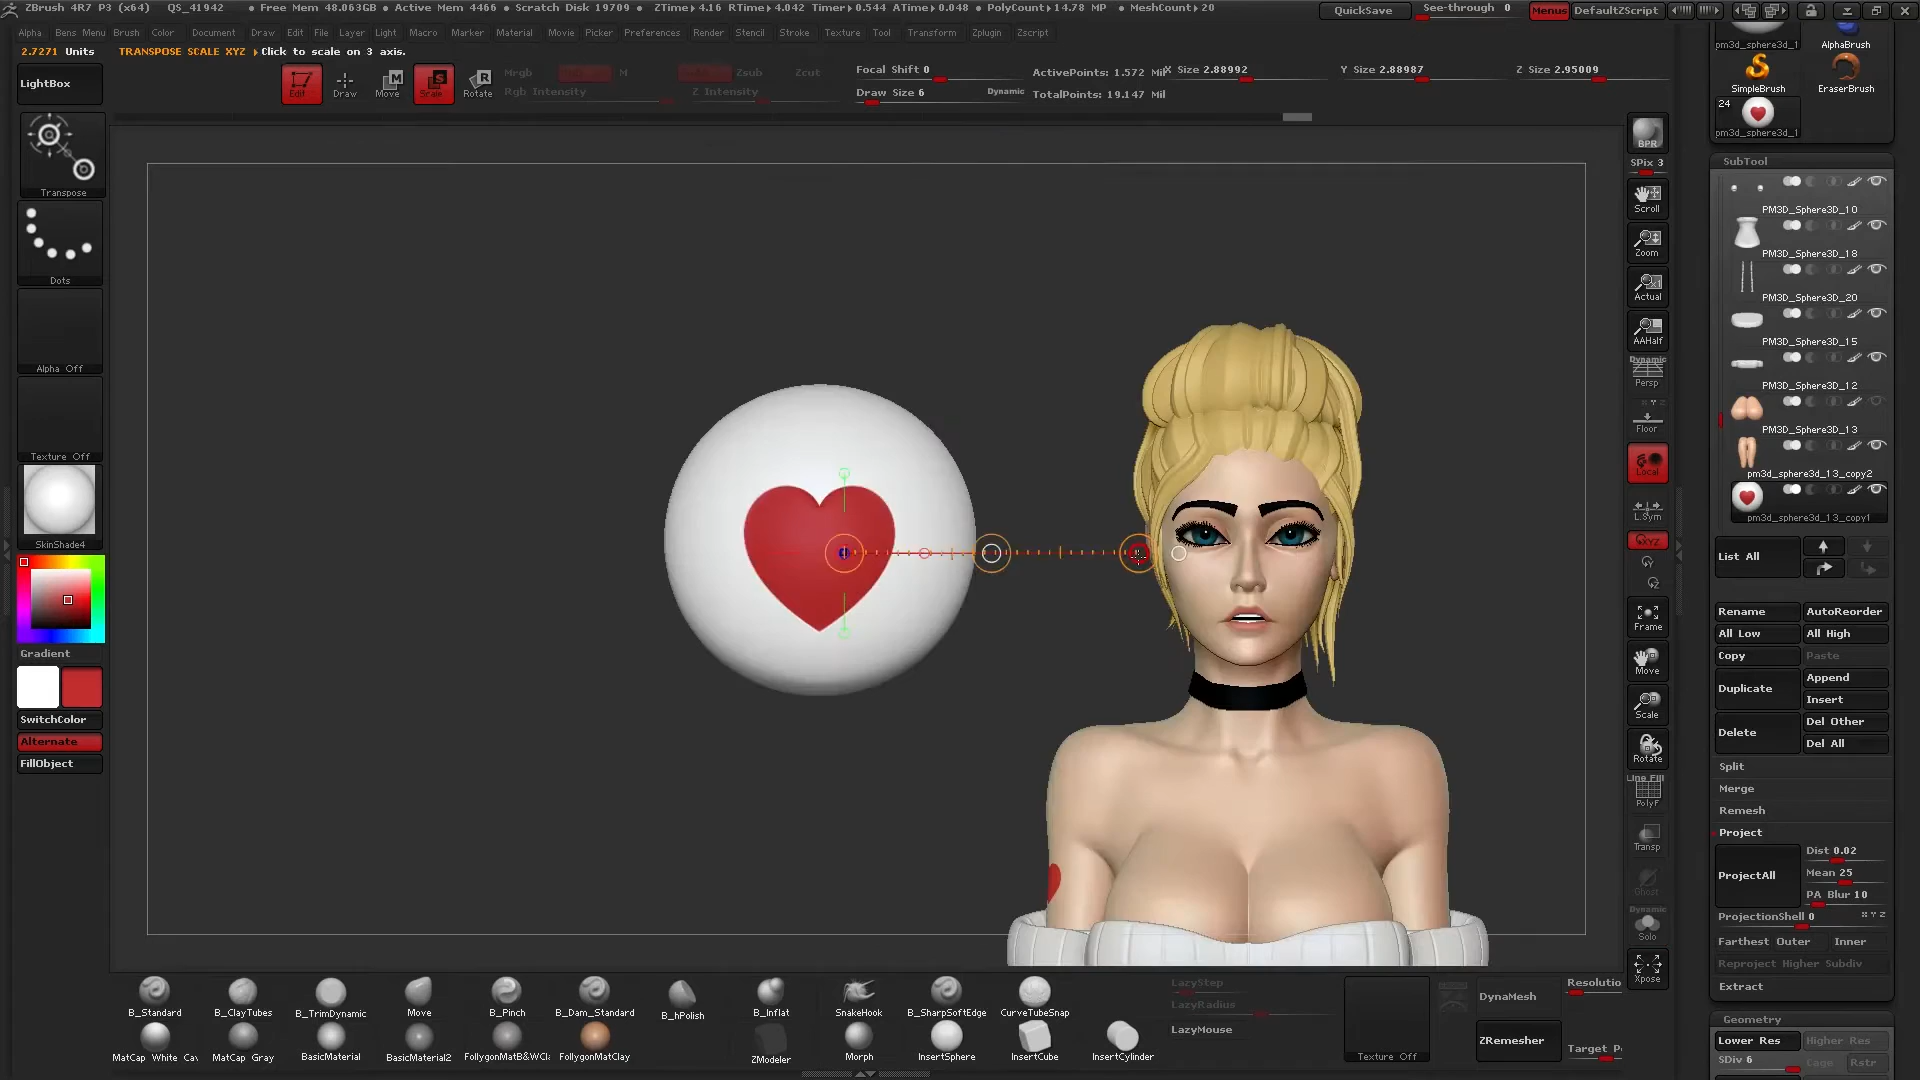 ZBrush 4R7 P3 (x64) QS_41942 • Free Mem 48.063GB • Active Mem 4466 • Scratch Disk 19709 • ZTime▸4.16 RTime▸4.042 Timer▸0.544 ATime▸0.048 • PolyCount▸14.78 MP • MeshCount▸20 QuickSave See-through 0 Menus DefaultZScript
Alpha Bens Menu Brush Color Document Draw Edit File Layer Light Macro Marker Material Movie Picker Preferences Render Stencil Stroke Texture Tool Transform Zplugin Zscript
2.7271 Units TRANSPOSE SCALE XYZ ▸Click to scale on 3 axis.
LightBox
Edit Draw Move Scale Rotate
Mrgb M Zsub Zcut
Rgb Intensity Z Intensity
Focal Shift 0
Draw Size 6 Dynamic
ActivePoints: 1.572 Mil
TotalPoints: 19.147 Mil
X Size 2.88992 Y Size 2.88987 Z Size 2.95009
Transpose
Dots
Alpha Off
Texture Off
SkinShade4
Gradient
SwitchColor
Alternate
FillObject
BPR
SPix 3
Scroll
Zoom
Actual
AAHalf
Dynamic
Persp
Floor
Local
L.Sym
XYZ
Frame
Move
Scale
Rotate
Line Fill
PolyF
Transp
Ghost
Dynamic
Solo
Xpose
pm3d_sphere3d_1 AlphaBrush
SimpleBrush EraserBrush
24
pm3d_sphere3d_1
SubTool
PM3D_Sphere3D_10
PM3D_Sphere3D_18
PM3D_Sphere3D_20
PM3D_Sphere3D_15
PM3D_Sphere3D_12
PM3D_Sphere3D_13
pm3d_sphere3d_13_copy2
pm3d_sphere3d_13_copy1
List All
Rename AutoReorder
All Low All High
Copy Paste
Duplicate Append
Insert
Delete Del Other
Del All
Split
Merge
Remesh
Project
ProjectAll Dist 0.02
Mean 25
PA Blur 10
ProjectionShell 0 X Y Z
Farthest Outer Inner
Reproject Higher Subdiv
Extract
Geometry
Lower Res Higher Res
SDiv 6 Cage Rstr
B_Standard B_ClayTubes B_TrimDynamic Move B_Pinch B_Dam_Standard B_hPolish B_Inflat SnakeHook B_SharpSoftEdge CurveTubeSnap
MatCap White Cav MatCap Gray BasicMaterial BasicMaterial2 FollygonMatB&WCl FollygonMatClay ZModeler Morph InsertSphere InsertCube InsertCylinder
LazyStep
LazyRadius
LazyMouse
Texture Off
DynaMesh Resolutio
ZRemesher
Target P